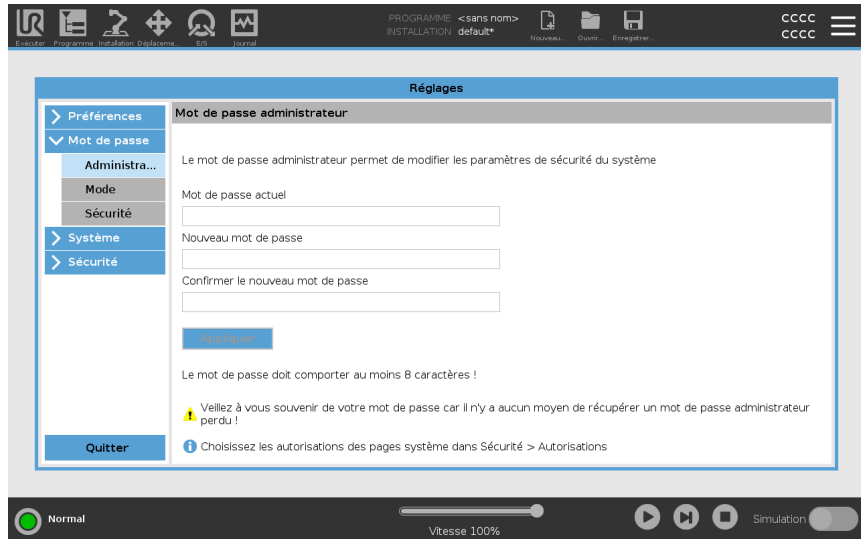 PROGRAMME <sans nom>
INSTALLATION default*
CCCC
CCCC
Exécuter Programme Installation Déplaceme... E/S Journal
Nouveau... Ouvrir... Enregistrer...
Réglages
Préférences
Mot de passe
Administra...
Mode
Sécurité
Système
Sécurité
Quitter
Mot de passe administrateur
Le mot de passe administrateur permet de modifier les paramètres de sécurité du système
Mot de passe actuel
Nouveau mot de passe
Confirmer le nouveau mot de passe
Appliquer
Le mot de passe doit comporter au moins 8 caractères !
Veillez à vous souvenir de votre mot de passe car il n'y a aucun moyen de récupérer un mot de passe administrateur
perdu !
Choisissez les autorisations des pages système dans Sécurité > Autorisations
Normal
Vitesse 100%
Simulation